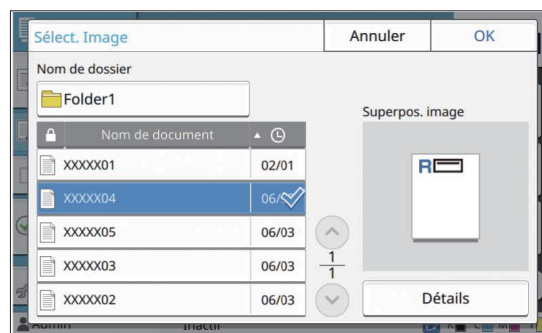 Sélect. Image
Annuler
OK
Nom de dossier
Folder1
Superpos. image
Nom de document
XXXXX01 02/01
XXXXX04 06/
XXXXX05 06/03
XXXXX03 06/03
XXXXX02 06/03
R
1
1
Détails
Admin Inactif